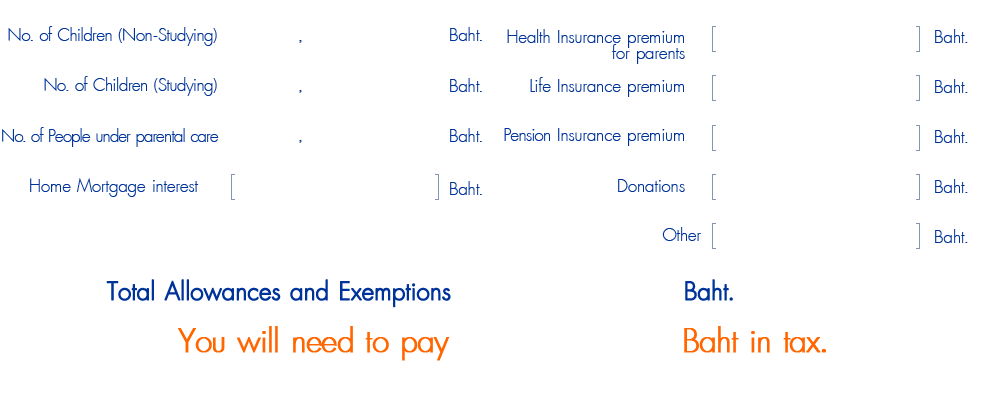 No. of Children (Non-Studying) , Baht.
Health Insurance premium
for parents [ ] Baht.
No. of Children (Studying) , Baht.
Life Insurance premium [ ] Baht.
No. of People under parental care , Baht.
Pension Insurance premium [ ] Baht.
Home Mortgage interest [ ] Baht.
Donations [ ] Baht.
Other [ ] Baht.
Total Allowances and Exemptions Baht.
You will need to pay Baht in tax.